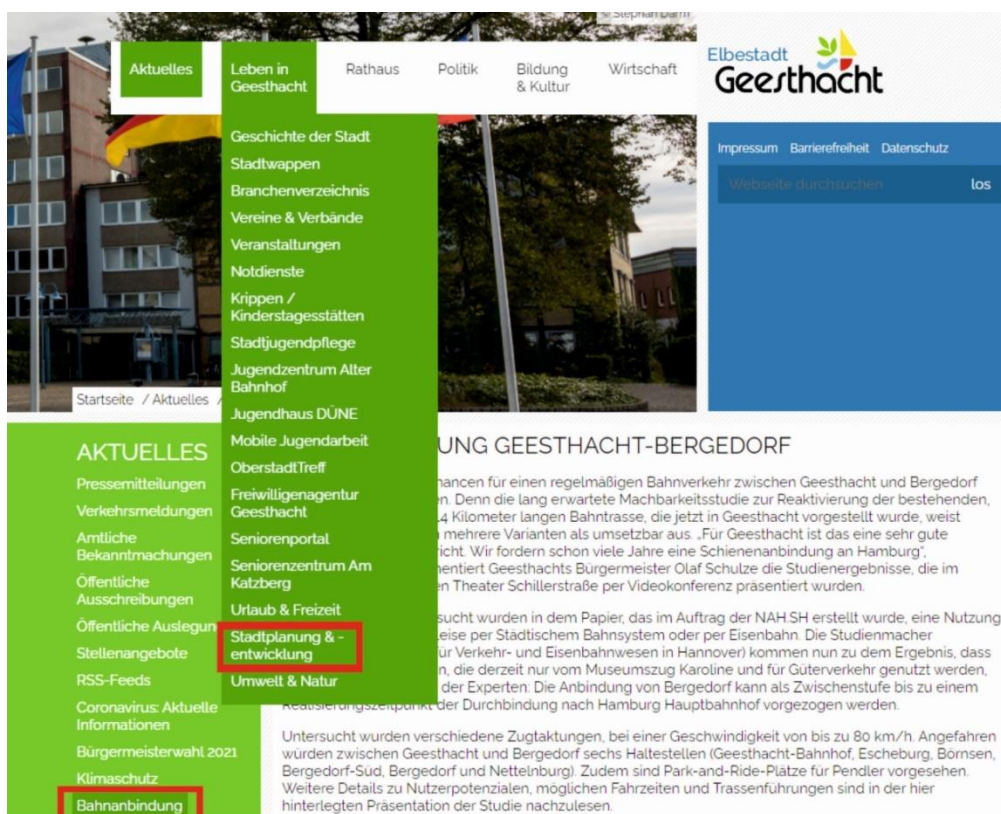 © Stephan Darm
Aktuelles
Leben in
Geesthacht
Rathaus
Politik
Bildung
& Kultur
Wirtschaft
Elbestadt
Geesthacht
Impressum Barrierefreiheit Datenschutz
Webseite durchsuchen
los
Geschichte der Stadt
Stadtwappen
Branchenverzeichnis
Vereine & Verbände
Veranstaltungen
Notdienste
Krippen /
Kinderstagesstätten
Stadtjugendpflege
Jugendzentrum Alter
Bahnhof
Jugendhaus DÜNE
Mobile Jugendarbeit
OberstadtTreff
Freiwilligenagentur
Geesthacht
Seniorenportal
Seniorenzentrum Am
Katzberg
Urlaub & Freizeit
Stadtplanung & -
entwicklung
Umwelt & Natur
Startseite / Aktuelles /
AKTUELLES
Pressemitteilungen
Verkehrsmeldungen
Amtliche
Bekanntmachungen
Öffentliche
Ausschreibungen
Öffentliche Auslegun
Stellenangebote
RSS-Feeds
Coronavirus: Aktuelle
Informationen
Bürgermeisterwahl 2021
Klimaschutz
Bahnanbindung
UNG GEESTHACHT-BERGEDORF
hancen für einen regelmäßigen Bahnverkehr zwischen Geesthacht und Bergedorf
n. Denn die lang erwartete Machbarkeitsstudie zur Reaktivierung der bestehenden,
14 Kilometer langen Bahntrasse, die jetzt in Geesthacht vorgestellt wurde, weist
n mehrere Varianten als umsetzbar aus. „Für Geesthacht ist das eine sehr gute
richt. Wir fordern schon viele Jahre eine Schienenanbindung an Hamburg“,
mentiert Geesthachts Bürgermeister Olaf Schulze die Studienergebnisse, die im
en Theater Schillerstraße per Videokonferenz präsentiert wurden.
sucht wurden in dem Papier, das im Auftrag der NAH.SH erstellt wurde, eine Nutzung
leise per Städtischem Bahnsystem oder per Eisenbahn. Die Studienmacher
für Verkehr- und Eisenbahnwesen in Hannover) kommen nun zu dem Ergebnis, dass
n, die derzeit nur vom Museumszug Karoline und für Güterverkehr genutzt werden,
der Experten: Die Anbindung von Bergedorf kann als Zwischenstufe bis zu einem
Realisierungszeitpunkt der Durchbindung nach Hamburg Hauptbahnhof vorgezogen werden.
Untersucht wurden verschiedene Zugtaktungen, bei einer Geschwindigkeit von bis zu 80 km/h. Angefahren
würden zwischen Geesthacht und Bergedorf sechs Haltestellen (Geesthacht-Bahnhof, Escheburg, Börnsen,
Bergedorf-Süd, Bergedorf und Nettelnburg). Zudem sind Park-and-Ride-Plätze für Pendler vorgesehen.
Weitere Details zu Nutzerpotenzialen, möglichen Fahrzeiten und Trassenführungen sind in der hier
hinterlegten Präsentation der Studie nachzulesen.